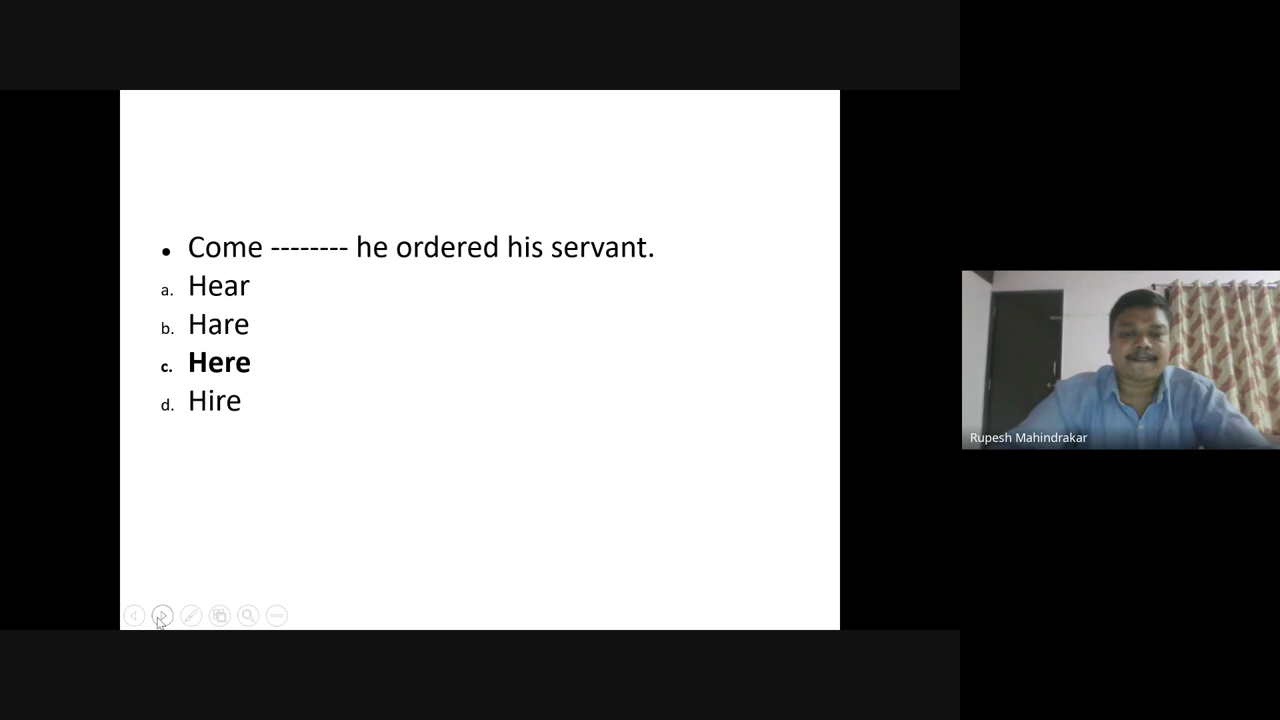 • Come -------- he ordered his servant.
a. Hear
b. Hare
c. Here
d. Hire
Rupesh Mahindrakar